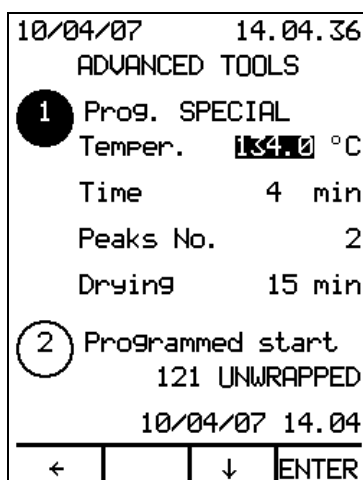 10/04/07 14.04.36
ADVANCED TOOLS
1 Prog. SPECIAL
Temper. 134.0 °C
Time 4 min
Peaks No. 2
Drying 15 min
2 Programmed start
121 UNWRAPPED
10/04/07 14.04
← ↓ ENTER